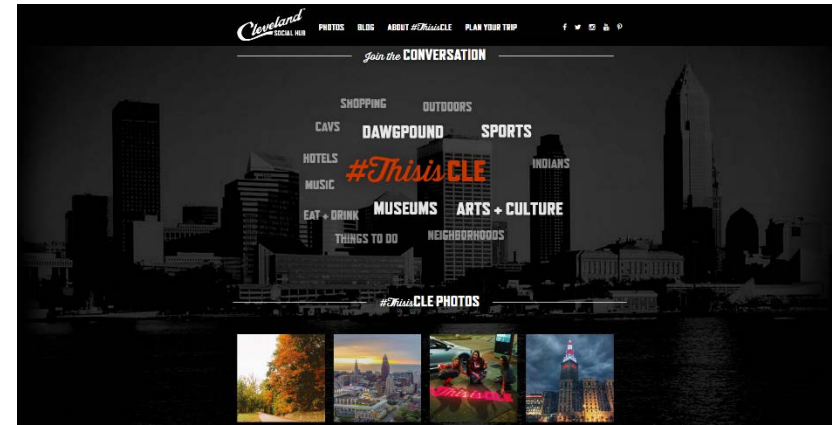 Cleveland
SOCIAL HUB
PHOTOS BLOG ABOUT #ThisisCLE PLAN YOUR TRIP
Join the CONVERSATION
SHOPPING
OUTDOORS
CAVS
DAWGPOUND
SPORTS
HOTELS
#ThisisCLE
INDIANS
MUSIC
EAT + DRINK
MUSEUMS
ARTS + CULTURE
THINGS TO DO
NEIGHBORHOODS
#ThisisCLE PHOTOS
ThisisCLE